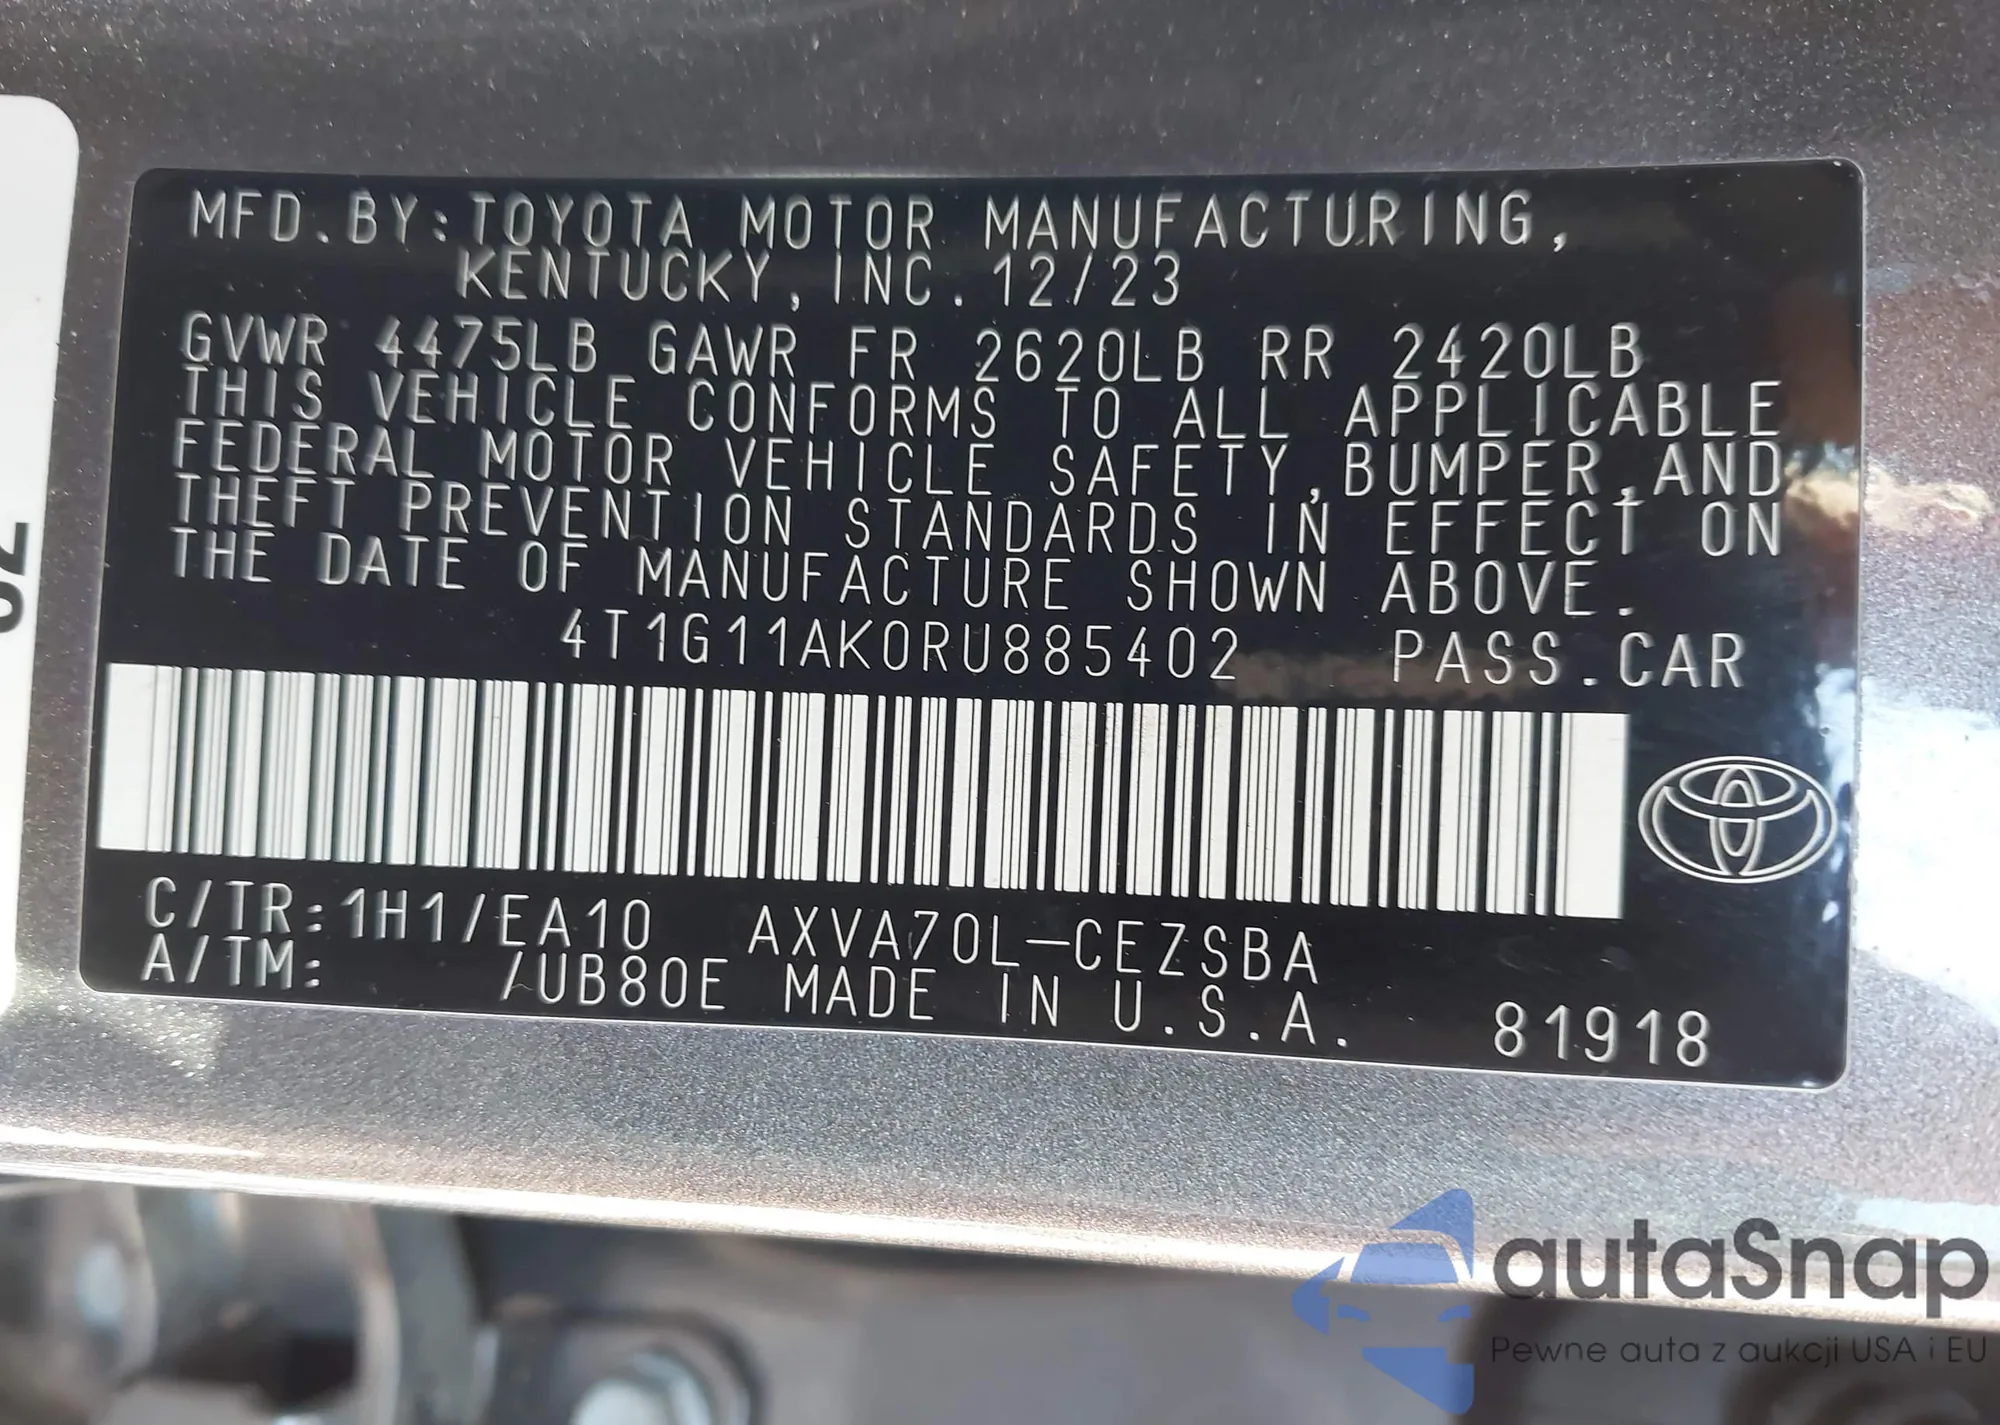 MFD.BY:TOYOTA MOTOR MANUFACTURING,
KENTUCKY, INC. 12/23
GVWR 4475LB GAWR FR 2620LB RR 2420LB
THIS VEHICLE CONFORMS TO ALL APPLICABLE
FEDERAL MOTOR VEHICLE SAFETY,BUMPER,AND
THEFT PREVENTION STANDARDS IN EFFECT ON
THE DATE OF MANUFACTURE SHOWN ABOVE.
4T1G11AK0RU885402 PASS.CAR
C/TR:1H1/EA10 AXVA70L-CEZSBA
A/TM: /UB80E MADE IN U.S.A. 81918
autaSnap
Pewne auta z aukcji USA i EU